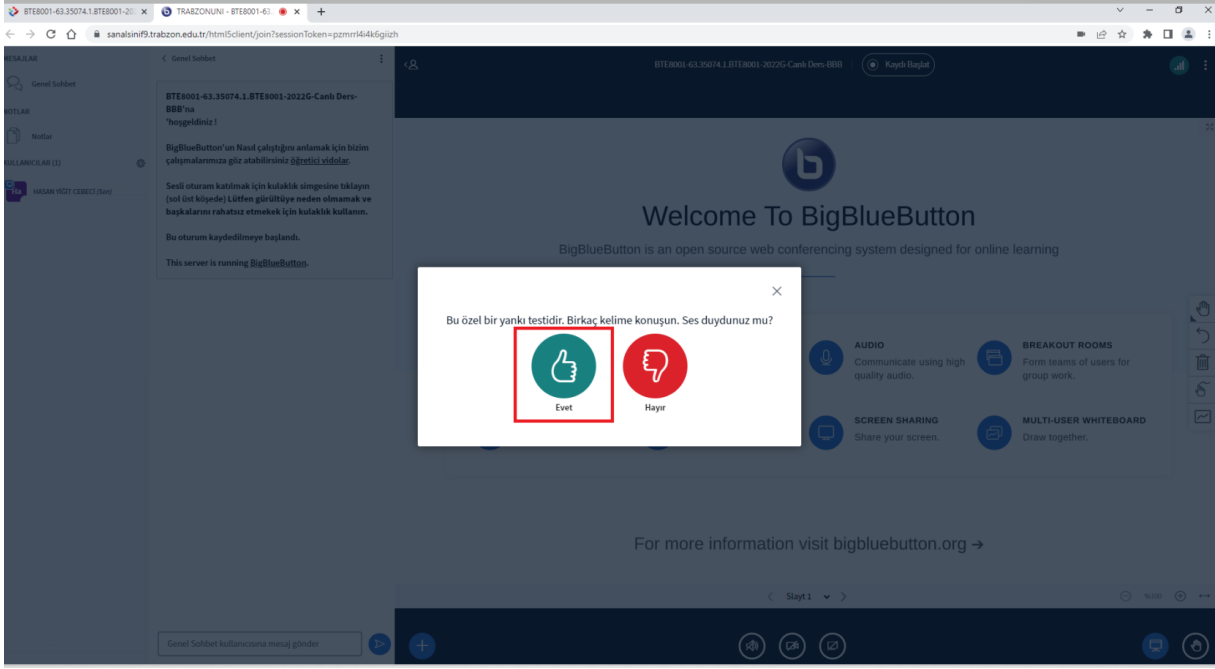 BTE8001-63.35074.1.BTE8001-20
TRABZONUNI - BTE8001-63.
sanalsinif9.trabzon.edu.tr/html5client/join?sessionToken=pzmrrl4i4k6giizh
MESAJLAR
Genel Sohbet
NOTLAR
Notlar
KULLANICILAR (1)
Ha
HASAN YİĞİT CEBECİ (Sen)
Genel Sohbet
BTE8001-63.35074.1.BTE8001-2022G-Canlı Ders-
BBB'na
'hoşgeldiniz !
BigBlueButton'un Nasıl çalıştığını anlamak için bizim
çalışmalarımıza göz atabilirsiniz öğretici vidolar.
Sesli oturam katılmak için kulaklık simgesine tıklayın
(sol üst köşede) Lütfen gürültüye neden olmamak ve
başkalarını rahatsız etmekek için kulaklık kullanın.
Bu oturum kaydedilmeye başlandı.
This server is running BigBlueButton.
Genel Sohbet kullanıcısına mesaj gönder
BTE8001-63.35074.1.BTE8001-2022G-Canlı Ders-BBB
Kaydı Başlat
Welcome To BigBlueButton
BigBlueButton is an open source web conferencing system designed for online learning
Bu özel bir yankı testidir. Birkaç kelime konuşun. Ses duydunuz mu?
Evet
Hayır
AUDIO
Communicate using high
quality audio.
BREAKOUT ROOMS
Form teams of users for
group work.
SCREEN SHARING
Share your screen.
MULTI-USER WHITEBOARD
Draw together.
For more information visit bigbluebutton.org →
Slayt 1
%100